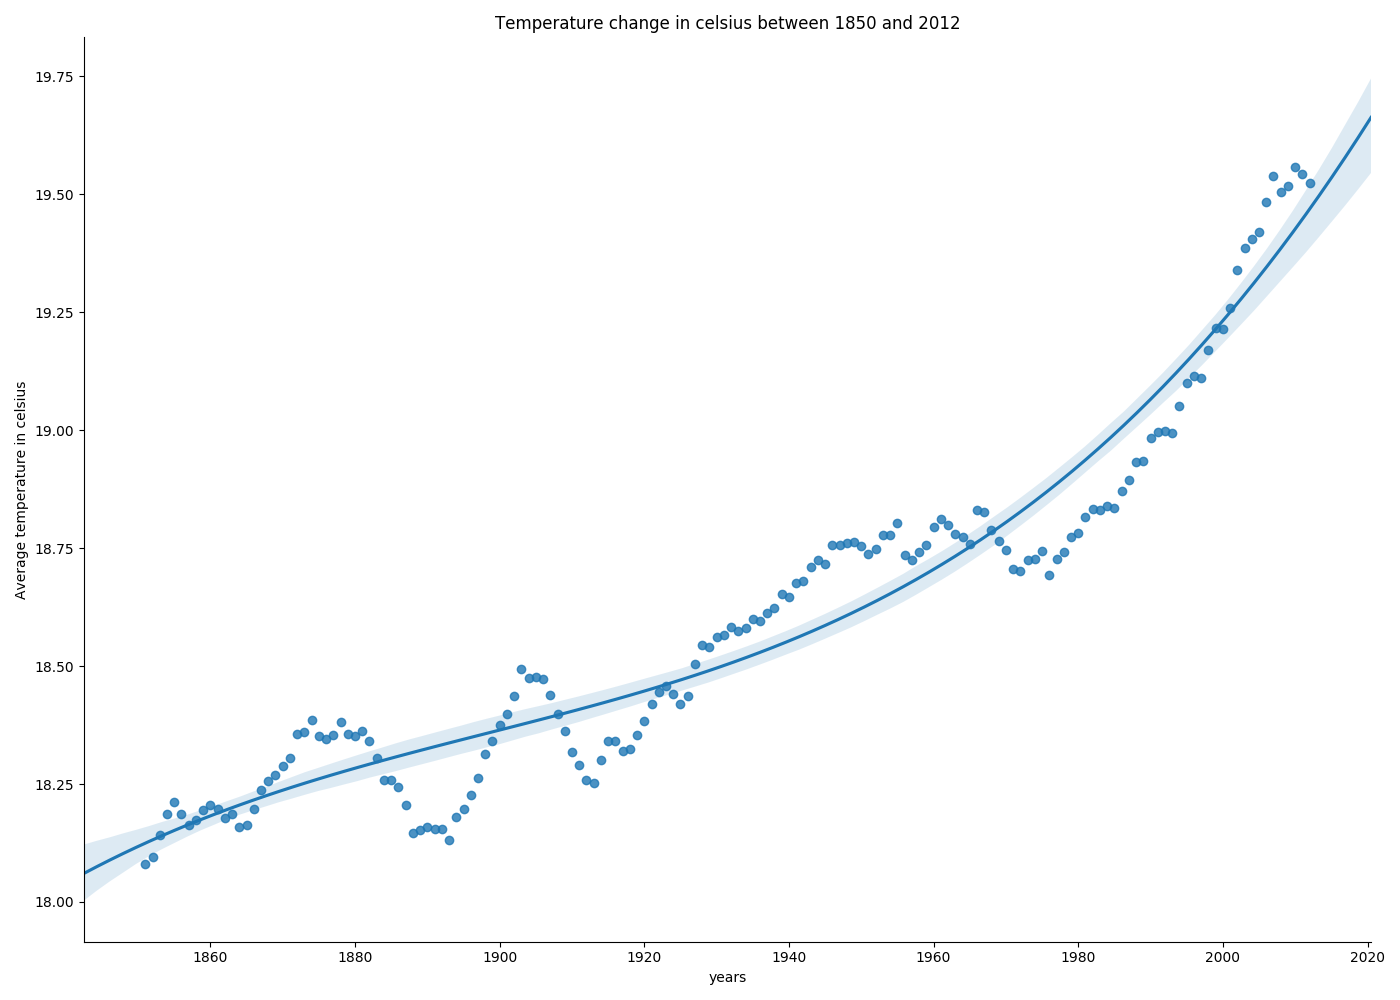 Temperature change in celsius between 1850 and 2012
19.75
19.50
19.25
19.00
18.75
18.50
18.25
18.00
Average temperature in celsius
1860 1880 1900 1920 1940 1960 1980 2000 2020
years